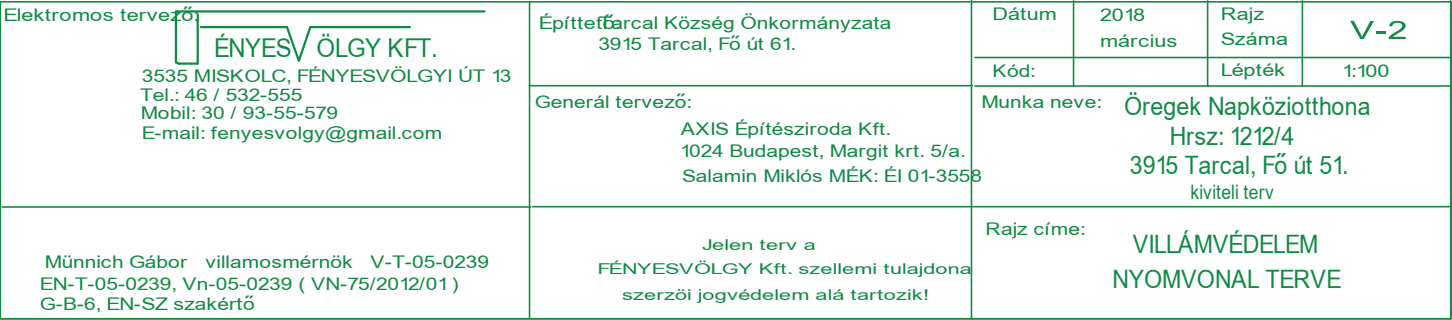 Elektromos tervező:
FÉNYESVÖLGY KFT.
3535 MISKOLC, FÉNYESVÖLGYI ÚT 13
Tel.: 46 / 532-555
Mobil: 30 / 93-55-579
E-mail: fenyesvolgy@gmail.com
Münnich Gábor villamosmérnök V-T-05-0239
EN-T-05-0239, Vn-05-0239 ( VN-75/2012/01 )
G-B-6, EN-SZ szakértő
Építtető:
Tarcal Község Önkormányzata
3915 Tarcal, Fő út 61.
Generál tervező:
AXIS Építésziroda Kft.
1024 Budapest, Margit krt. 5/a.
Salamin Miklós MÉK: ÉI 01-3558
Jelen terv a
FÉNYESVÖLGY Kft. szellemi tulajdona
szerzöi jogvédelem alá tartozik!
Dátum
2018
március
Rajz
Száma
V-2
Kód:
Lépték
1:100
Munka neve:
Öregek Napköziotthona
Hrsz: 1212/4
3915 Tarcal, Fő út 51.
kiviteli terv
Rajz címe:
VILLÁMVÉDELEM
NYOMVONAL TERVE